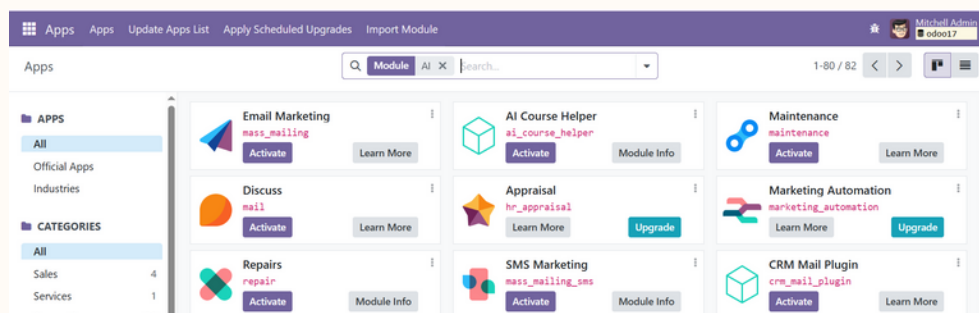 Apps Apps Update Apps List Apply Scheduled Upgrades Import Module
Mitchell Admin
odoo17
Apps
Module AI × Search...
1-80 / 82
APPS
All
Official Apps
Industries
CATEGORIES
All
Sales 4
Services 1
Email Marketing
mass_mailing
Activate Learn More
AI Course Helper
ai_course_helper
Activate Module Info
Maintenance
maintenance
Activate Learn More
Discuss
mail
Activate Learn More
Appraisal
hr_appraisal
Learn More Upgrade
Marketing Automation
marketing_automation
Learn More Upgrade
Repairs
repair
Activate Module Info
SMS Marketing
mass_mailing_sms
Activate Module Info
CRM Mail Plugin
crm_mail_plugin
Activate Learn More